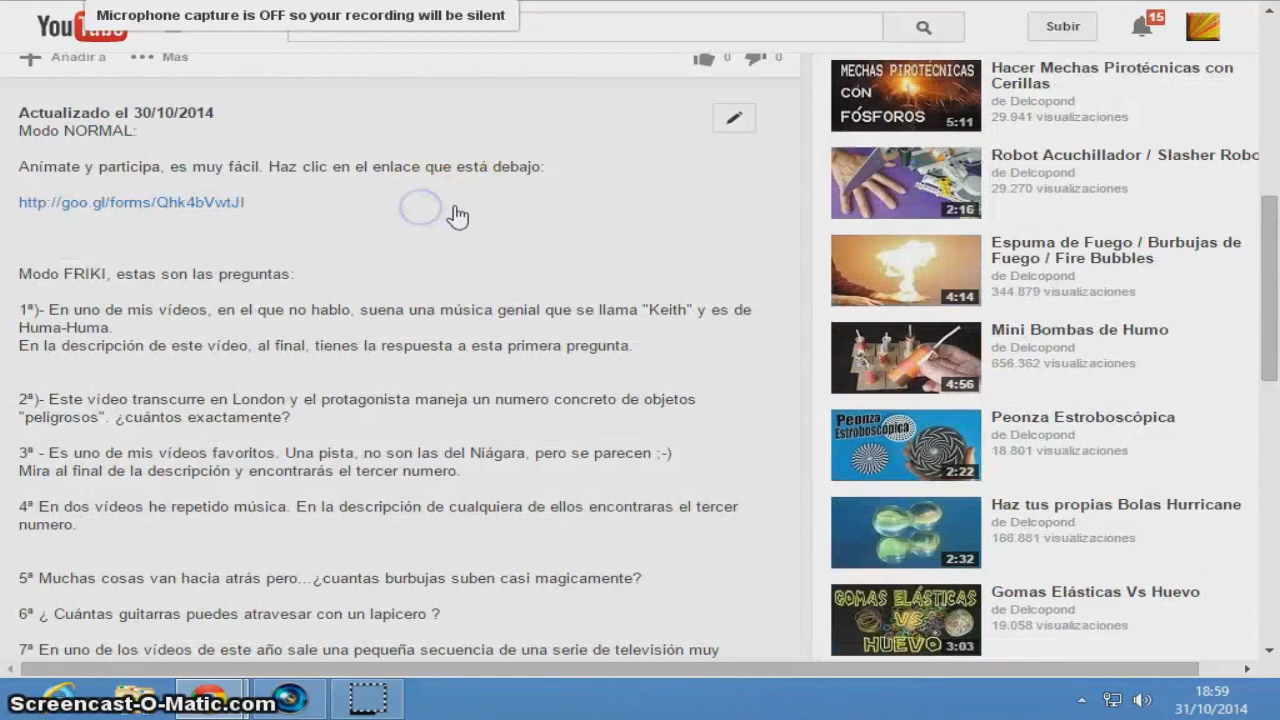 Microphone capture is OFF so your recording will be silent
YouTube
Subir
15
Añadir a
Más
0
0
Actualizado el 30/10/2014
Modo NORMAL:
Anímate y participa, es muy fácil. Haz clic en el enlace que está debajo:
http://goo.gl/forms/Qhk4bVwtJI
Modo FRIKI, estas son las preguntas:
1ª)- En uno de mis vídeos, en el que no hablo, suena una música genial que se llama "Keith" y es de
Huma-Huma.
En la descripción de este vídeo, al final, tienes la respuesta a esta primera pregunta.
2ª)- Este vídeo transcurre en London y el protagonista maneja un numero concreto de objetos
"peligrosos". ¿cuántos exactamente?
3ª - Es uno de mis vídeos favoritos. Una pista, no son las del Niágara, pero se parecen ;-)
Mira al final de la descripción y encontrarás el tercer numero.
4ª En dos vídeos he repetido música. En la descripción de cualquiera de ellos encontraras el tercer
numero.
5ª Muchas cosas van hacia atrás pero...¿cuantas burbujas suben casi magicamente?
6ª ¿ Cuántas guitarras puedes atravesar con un lapicero ?
7ª En uno de los vídeos de este año sale una pequeña secuencia de una serie de televisión muy
MECHAS PIROTÉCNICAS
CON
FÓSFOROS
5:11
Hacer Mechas Pirotécnicas con
Cerillas
de Delcopond
29.941 visualizaciones
2:16
Robot Acuchillador / Slasher Robo
de Delcopond
29.270 visualizaciones
4:14
Espuma de Fuego / Burbujas de
Fuego / Fire Bubbles
de Delcopond
344.879 visualizaciones
4:56
Mini Bombas de Humo
de Delcopond
656.362 visualizaciones
Peonza
Estroboscópica
2:22
Peonza Estroboscópica
de Delcopond
18.801 visualizaciones
2:32
Haz tus propias Bolas Hurricane
de Delcopond
166.881 visualizaciones
GOMAS ELÁSTICAS
VS
HUEVO
3:03
Gomas Elásticas Vs Huevo
de Delcopond
19.058 visualizaciones
Screencast-O-Matic.com
18:59
31/10/2014